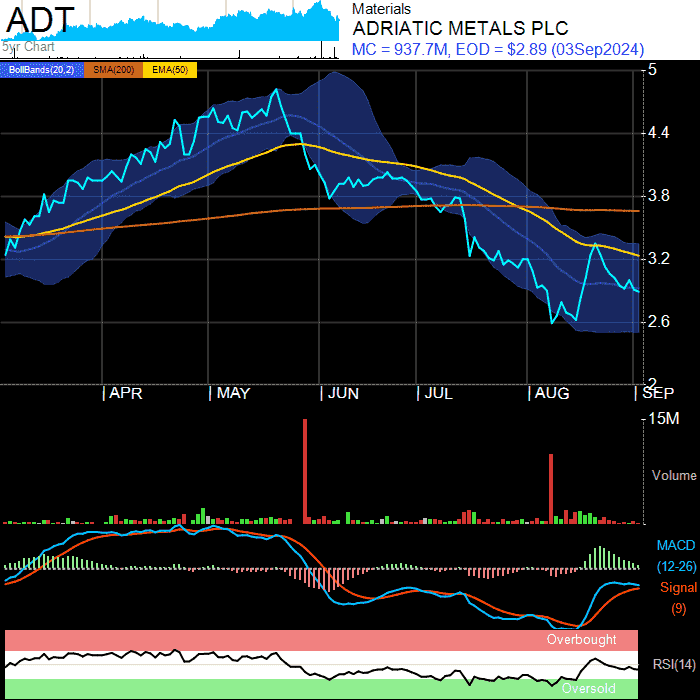 ADT
5yr Chart
Materials
ADRIATIC METALS PLC
MC = 937.7M, EOD = $2.89 (03Sep2024)
BollBands(20,2) SMA(200) EMA(50)
5
4.4
3.8
3.2
2.6
2
APR MAY JUN JUL AUG SEP
15M
Volume
MACD
(12-26)
Signal
(9)
Overbought
RSI(14)
Oversold